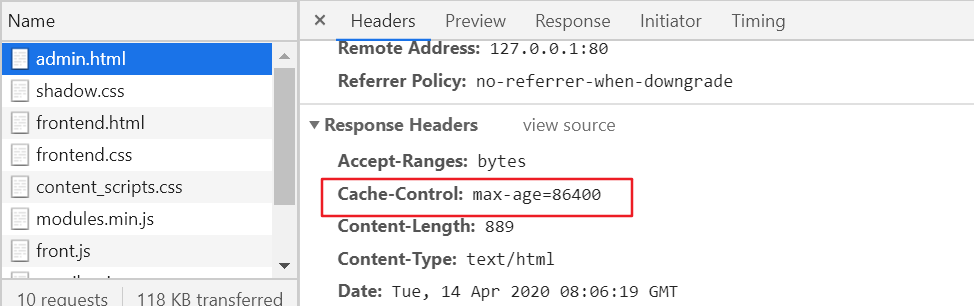 Name
admin.html
shadow.css
frontend.html
frontend.css
content_scripts.css
modules.min.js
front.js
10 requests 118 KB transferred
× Headers Preview Response Initiator Timing
Remote Address: 127.0.0.1:80
Referrer Policy: no-referrer-when-downgrade
▼ Response Headers view source
Accept-Ranges: bytes
Cache-Control: max-age=86400
Content-Length: 889
Content-Type: text/html
Date: Tue, 14 Apr 2020 08:06:19 GMT